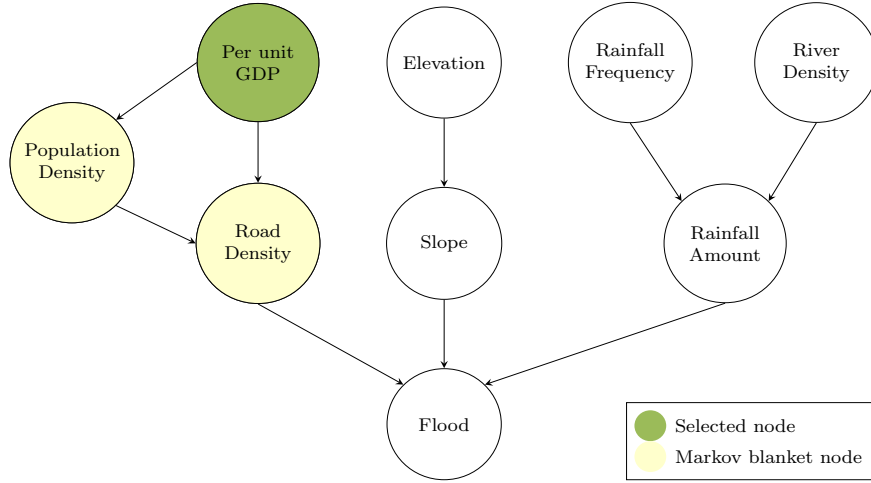 Per unit
GDP
Elevation
Rainfall
Frequency
River
Density
Population
Density
Road
Density
Slope
Rainfall
Amount
Flood
Selected node
Markov blanket node